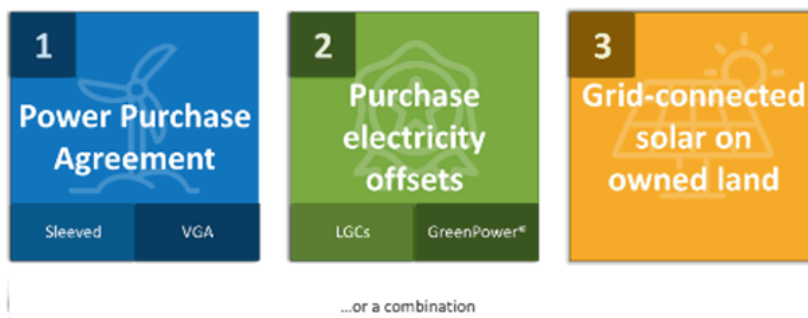 1
Power Purchase
Agreement
Sleeved
VGA
2
Purchase
electricity
offsets
LGCs
GreenPower®
3
Grid-connected
solar on
owned land
...or a combination